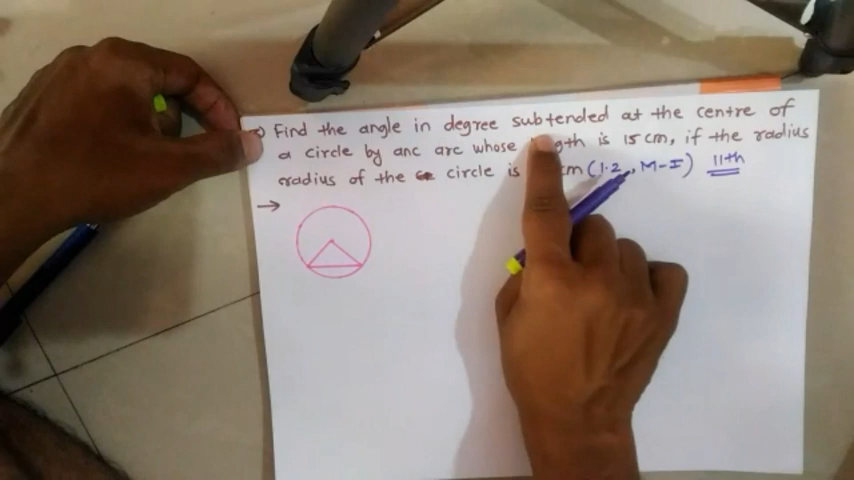 Find the angle in degree subtended at the centre of
a circle by anc arc whose gth is 15 cm, if the radius
radius of the circle is cm (1.2, M-I) 11th